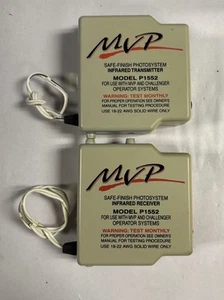 MVP
SAFE-FINISH PHOTOSYSTEM
INFRARED TRANSMITTER
MODEL P1552
FOR USE WITH MVP AND CHALLENGER
OPERATOR SYSTEMS
WARNING: TEST MONTHLY
FOR PROPER OPERATION SEE OWNERS
MANUAL FOR TESTING PROCEDURE
USE 18-22 AWG SOLID WIRE ONLY
MVP
SAFE-FINISH PHOTOSYSTEM
INFRARED RECEIVER
MODEL P1552
FOR USE WITH MVP AND CHALLENGER
OPERATOR SYSTEMS
WARNING: TEST MONTHLY
FOR PROPER OPERATION SEE OWNERS
MANUAL FOR TESTING PROCEDURE
USE 18-22 AWG SOLID WIRE ONLY